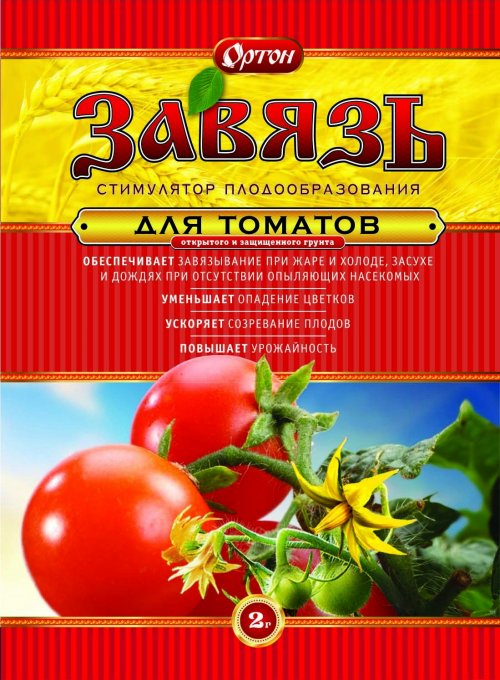 Ортон
ЗАВЯЗЬ
СТИМУЛЯТОР ПЛОДООБРАЗОВАНИЯ
ДЛЯ ТОМАТОВ
открытого и защищенного грунта
ОБЕСПЕЧИВАЕТ ЗАВЯЗЫВАНИЕ ПРИ ЖАРЕ И ХОЛОДЕ, ЗАСУХЕ
И ДОЖДЯХ ПРИ ОТСУТСТВИИ ОПЫЛЯЮЩИХ НАСЕКОМЫХ
УМЕНЬШАЕТ ОПАДЕНИЕ ЦВЕТКОВ
УСКОРЯЕТ СОЗРЕВАНИЕ ПЛОДОВ
ПОВЫШАЕТ УРОЖАЙНОСТЬ
2г